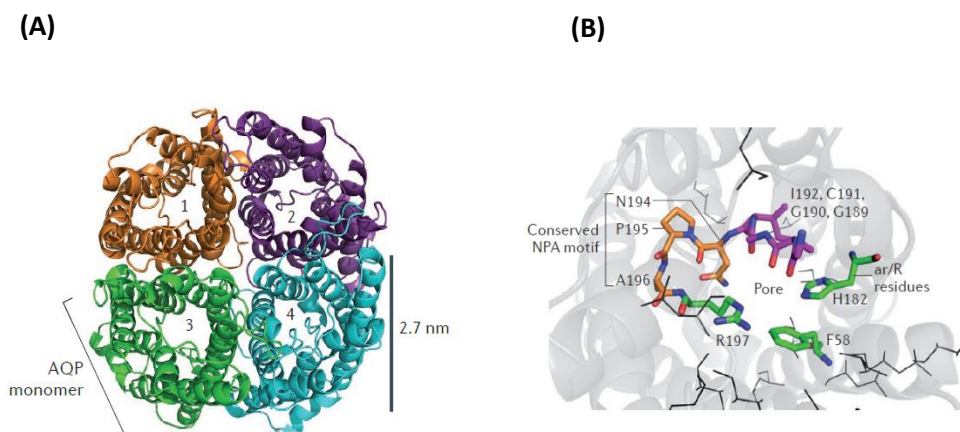 (A)
(B)
1
2
3
4
2.7 nm
AQP
monomer
N194
P195
Conserved
NPA motif
A196
I192, C191,
G190, G189
Pore
ar/R
residues
H182
R197
F58